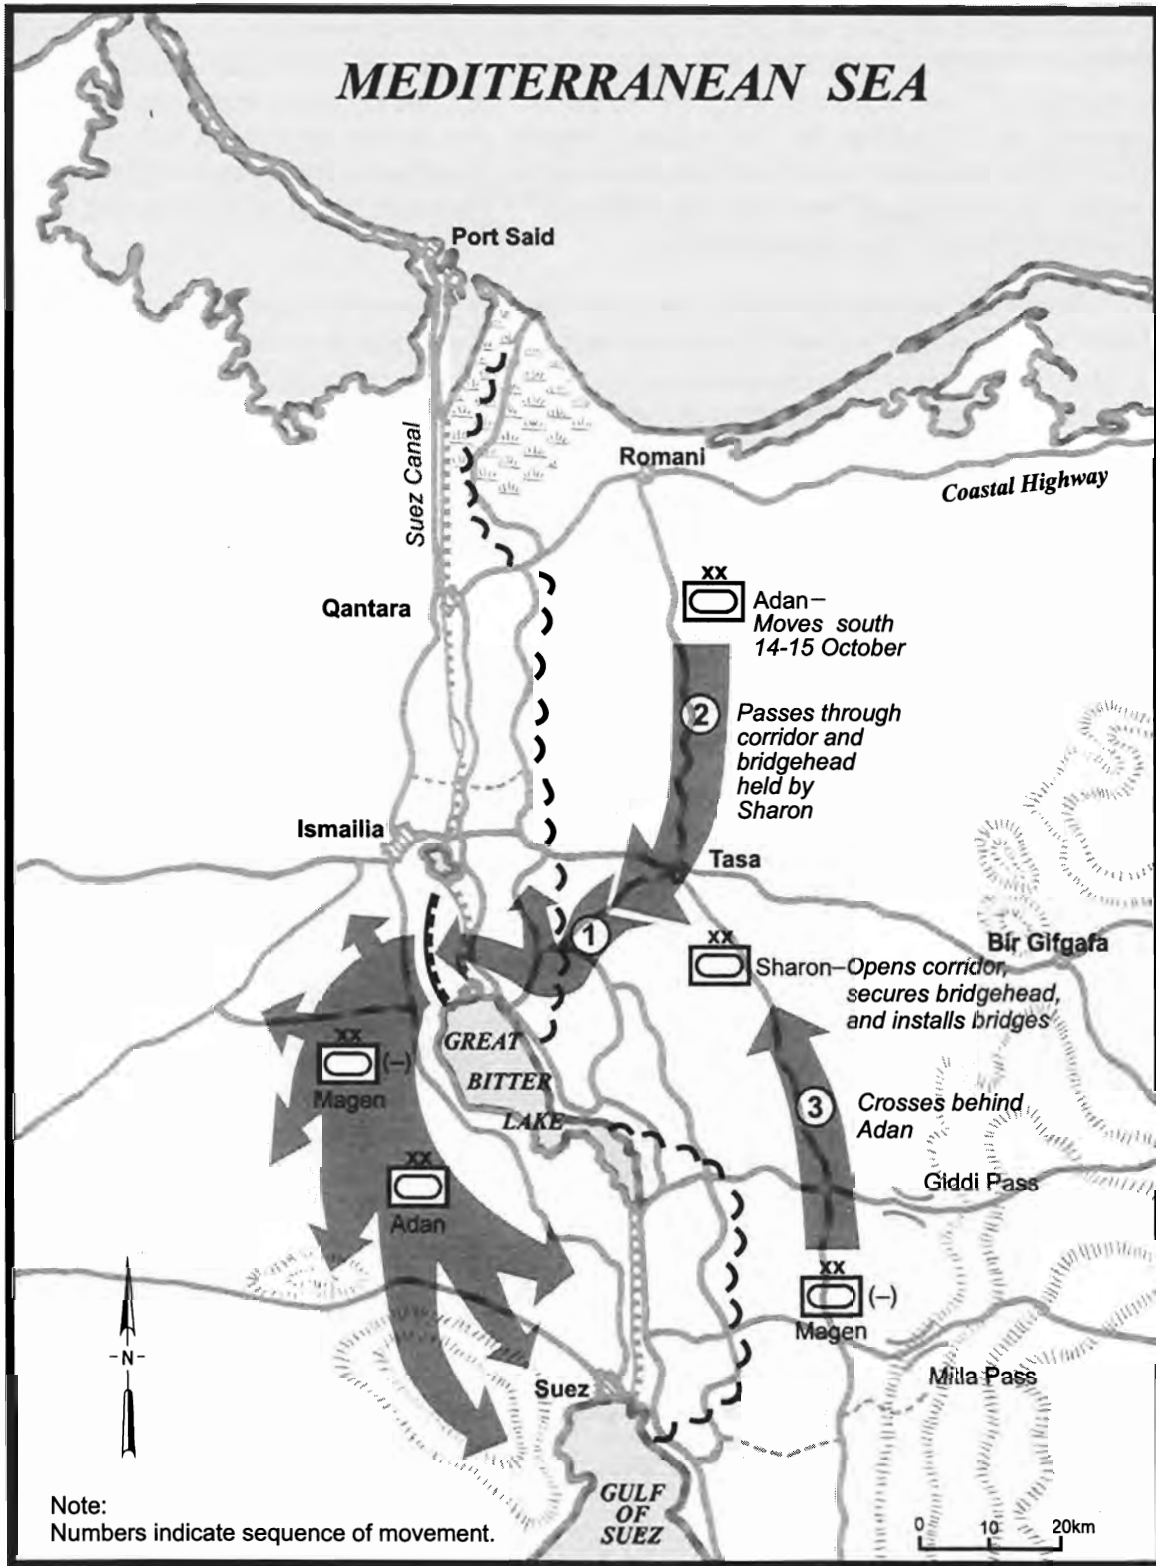 MEDITERRANEAN SEA
Port Said
Suez Canal
Romani
Coastal Highway
xx
Adan–
Moves south
14-15 October
Qantara
2
Passes through
corridor and
bridgehead
held by
Sharon
Ismailia
Tasa
1
xx
Sharon–Opens corridor,
secures bridgehead,
and installs bridges
Bir Gifgafa
GREAT
BITTER
LAKE
xx
(–)
Magen
3
Crosses behind
Adan
xx
Adan
Giddi Pass
xx
(–)
Magen
Mitla Pass
-N-
Suez
GULF
OF
SUEZ
Note:
Numbers indicate sequence of movement.
0 10 20km